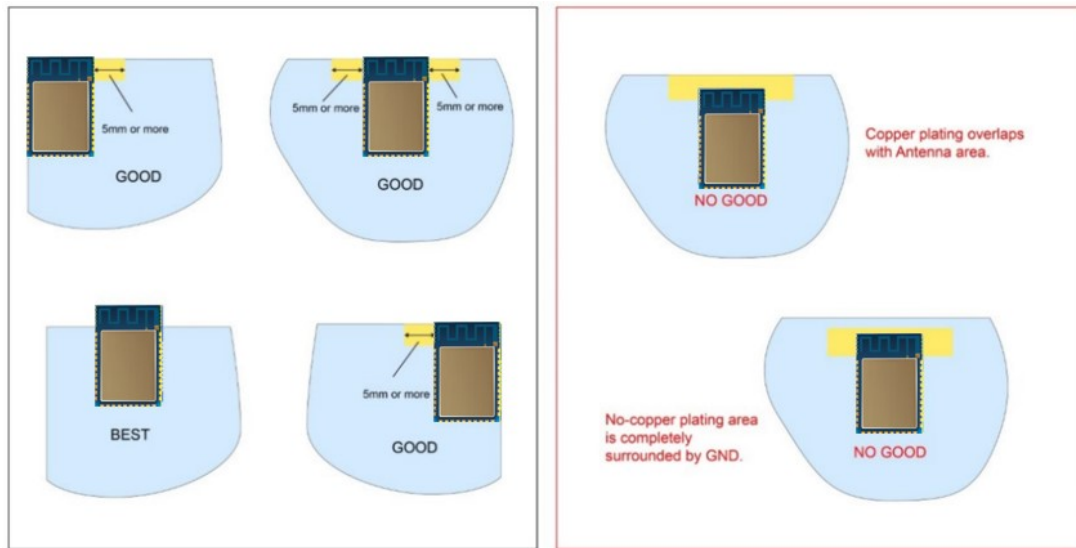 5mm or more
GOOD
5mm or more
5mm or more
GOOD
BEST
5mm or more
GOOD
Copper plating overlaps
with Antenna area.
NO GOOD
No-copper plating area
is completely
surrounded by GND.
NO GOOD